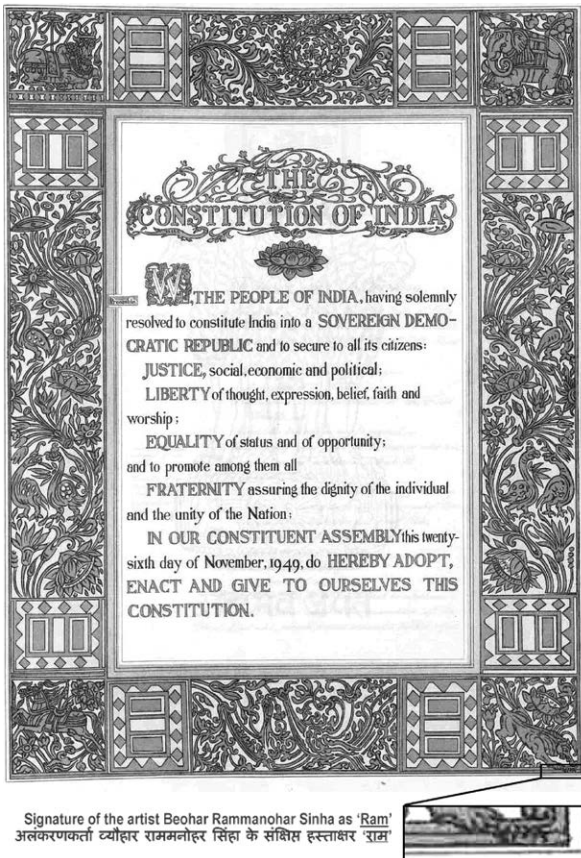 THE
CONSTITUTION OF INDIA
WE, THE PEOPLE OF INDIA, having solemnly
resolved to constitute India into a SOVEREIGN DEMO-
CRATIC REPUBLIC and to secure to all its citizens:
JUSTICE, social, economic and political;
LIBERTY of thought, expression, belief, faith and
worship;
EQUALITY of status and of opportunity;
and to promote among them all
FRATERNITY assuring the dignity of the individual
and the unity of the Nation;
IN OUR CONSTITUENT ASSEMBLY this twenty-
sixth day of November, 1949, do HEREBY ADOPT,
ENACT AND GIVE TO OURSELVES THIS
CONSTITUTION.
Signature of the artist Beohar Rammanohar Sinha as 'Ram'
अलंकरणकर्ता व्यौहार राममनोहर सिंहा के संक्षिप्त हस्ताक्षर 'राम'